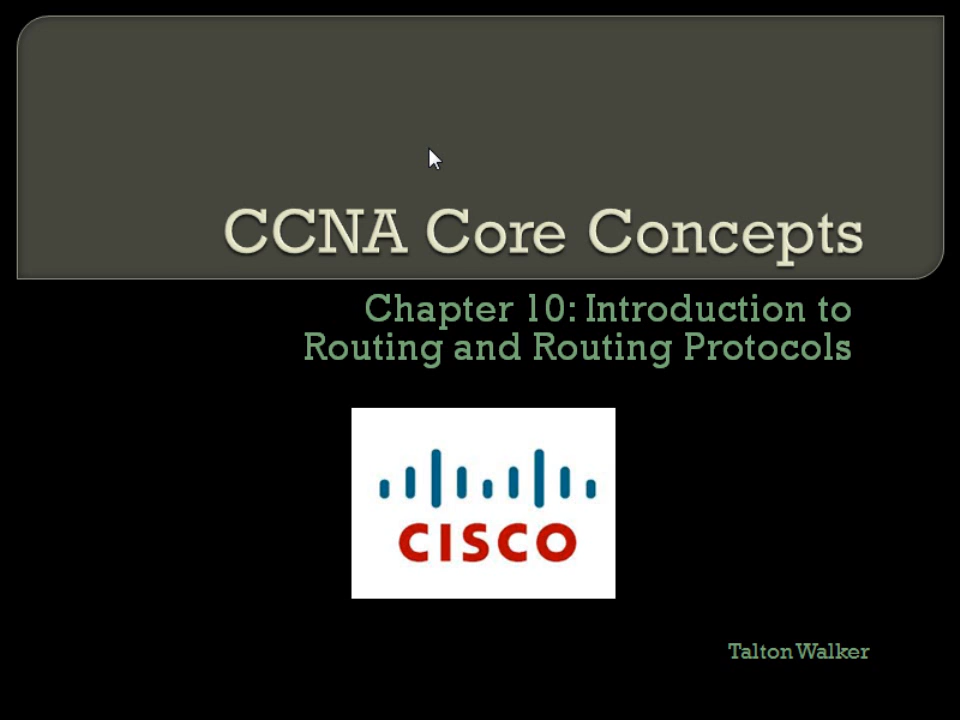 CCNA Core Concepts
Chapter 10: Introduction to
Routing and Routing Protocols
CISCO
Talton Walker